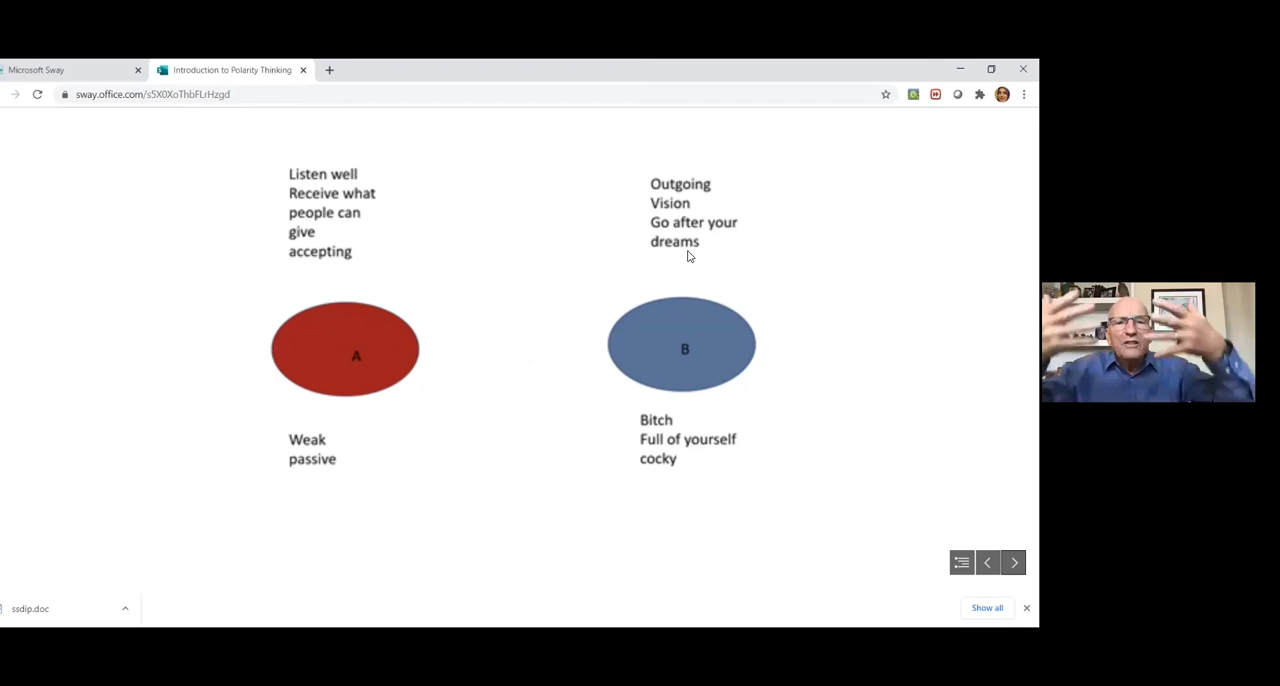 Microsoft Sway
Introduction to Polarity Thinking
sway.office.com/s5X0XoThbFLrHzgd
Listen well
Receive what
people can
give
accepting
Outgoing
Vision
Go after your
dreams
A
B
Weak
passive
Bitch
Full of yourself
cocky
ssdip.doc
Show all